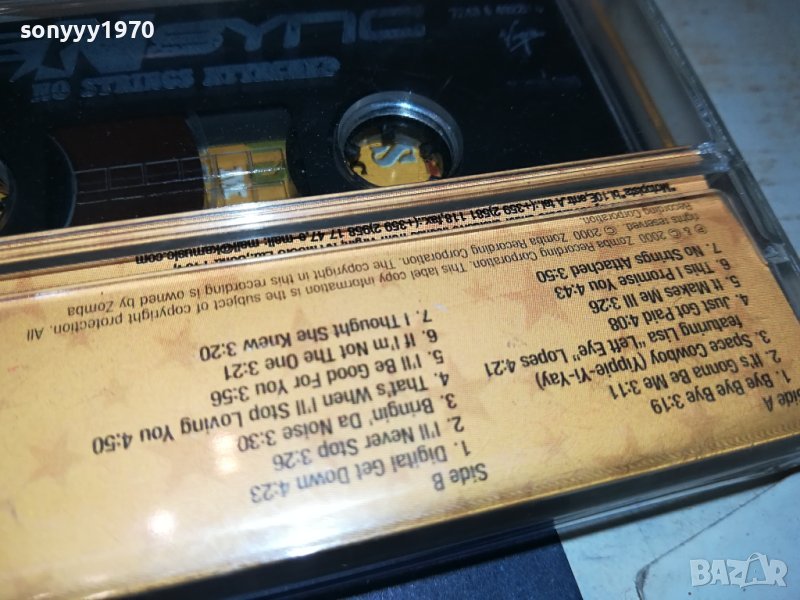 sonyyy1970
NSYNC
NO STRINGS ATTACHED
Virgin
Side A
1. Bye Bye Bye 3:19
2. It's Gonna Be Me 3:11
3. Space Cowboy (Yippie-Yi-Yay)
featuring Lisa "Left Eye" Lopes 4:21
4. Just Got Paid 4:08
5. It Makes Me Ill 3:26
6. This I Promise You 4:43
7. No Strings Attached 3:50
Side B
1. Digital Get Down 4:23
2. I'll Never Stop 3:26
3. Bringin' Da Noise 3:30
4. That's When I'll Stop Loving You 4:50
5. I'll Be Good For You 3:56
6. If I'm Not The One 3:21
7. I Thought She Knew 3:20
℗ & © 2000 Zomba Recording Corporation. This label copy information is the subject of copyright protection. All
rights reserved. © 2000 Zomba Recording Corporation. The copyright in this recording is owned by Zomba
Recording Corporation.
BAZAR